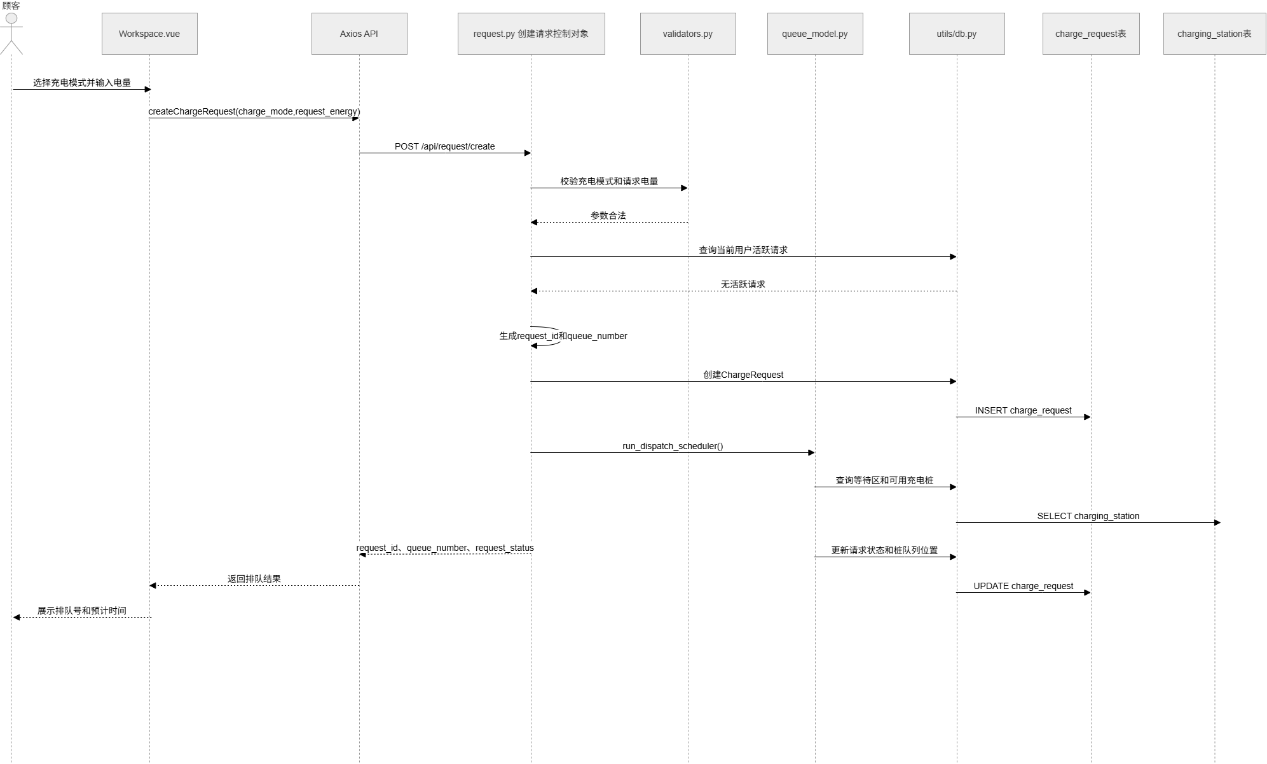 顾客
Workspace.vue
Axios API
request.py 创建请求控制对象
validators.py
queue_model.py
utils/db.py
charge_request表
charging_station表
选择充电模式并输入电量
createChargeRequest(charge_mode,request_energy)
POST /api/request/create
校验充电模式和请求电量
参数合法
查询当前用户活跃请求
无活跃请求
生成request_id和queue_number
创建ChargeRequest
INSERT charge_request
run_dispatch_scheduler()
查询等待区和可用充电桩
SELECT charging_station
request_id、queue_number、request_status
更新请求状态和桩队列位置
返回排队结果
UPDATE charge_request
展示排队号和预计时间